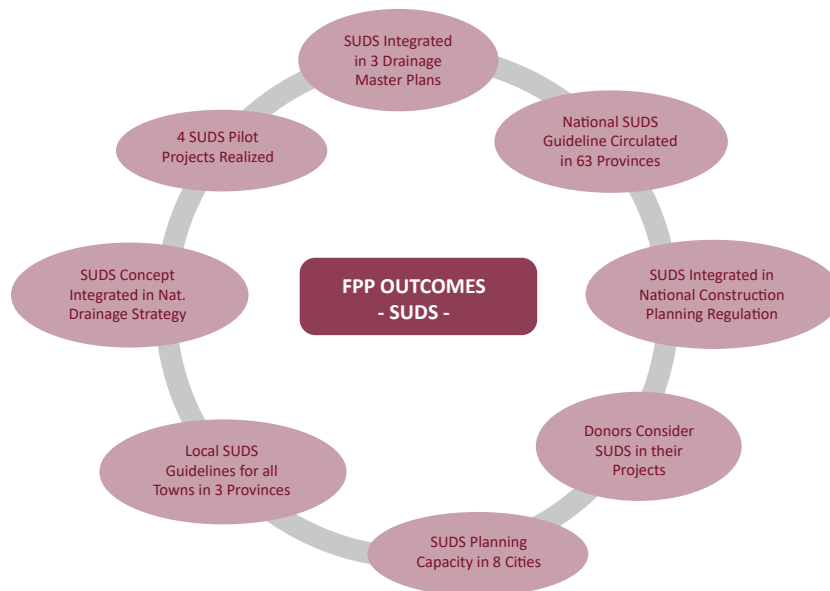 SUDS Integrated
in 3 Drainage
Master Plans
National SUDS
Guideline Circulated
in 63 Provinces
SUDS Integrated in
National Construction
Planning Regulation
Donors Consider
SUDS in their
Projects
SUDS Planning
Capacity in 8 Cities
Local SUDS
Guidelines for all
Towns in 3 Provinces
SUDS Concept
Integrated in Nat.
Drainage Strategy
4 SUDS Pilot
Projects Realized
FPP OUTCOMES
- SUDS -